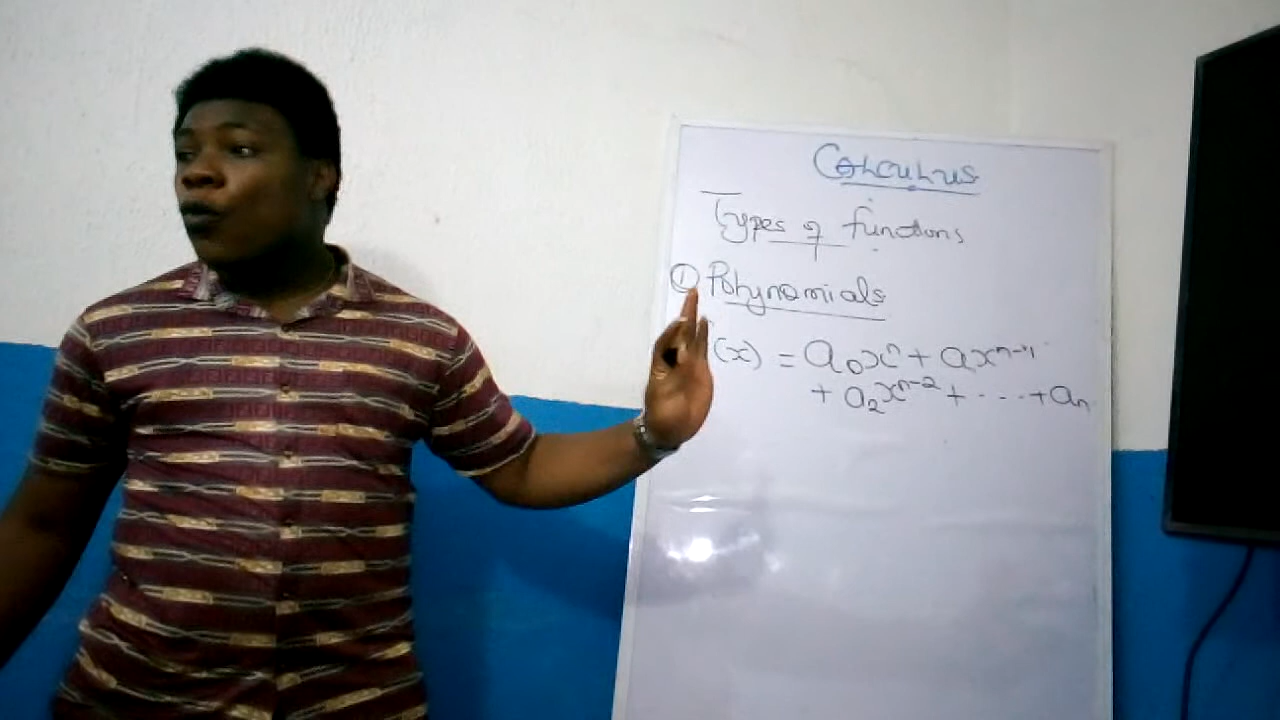 Calculus
Types of functions
① Polynomials
(x) = a₀xⁿ + axⁿ⁻¹
+ a₂xⁿ⁻² + ... + aₙ